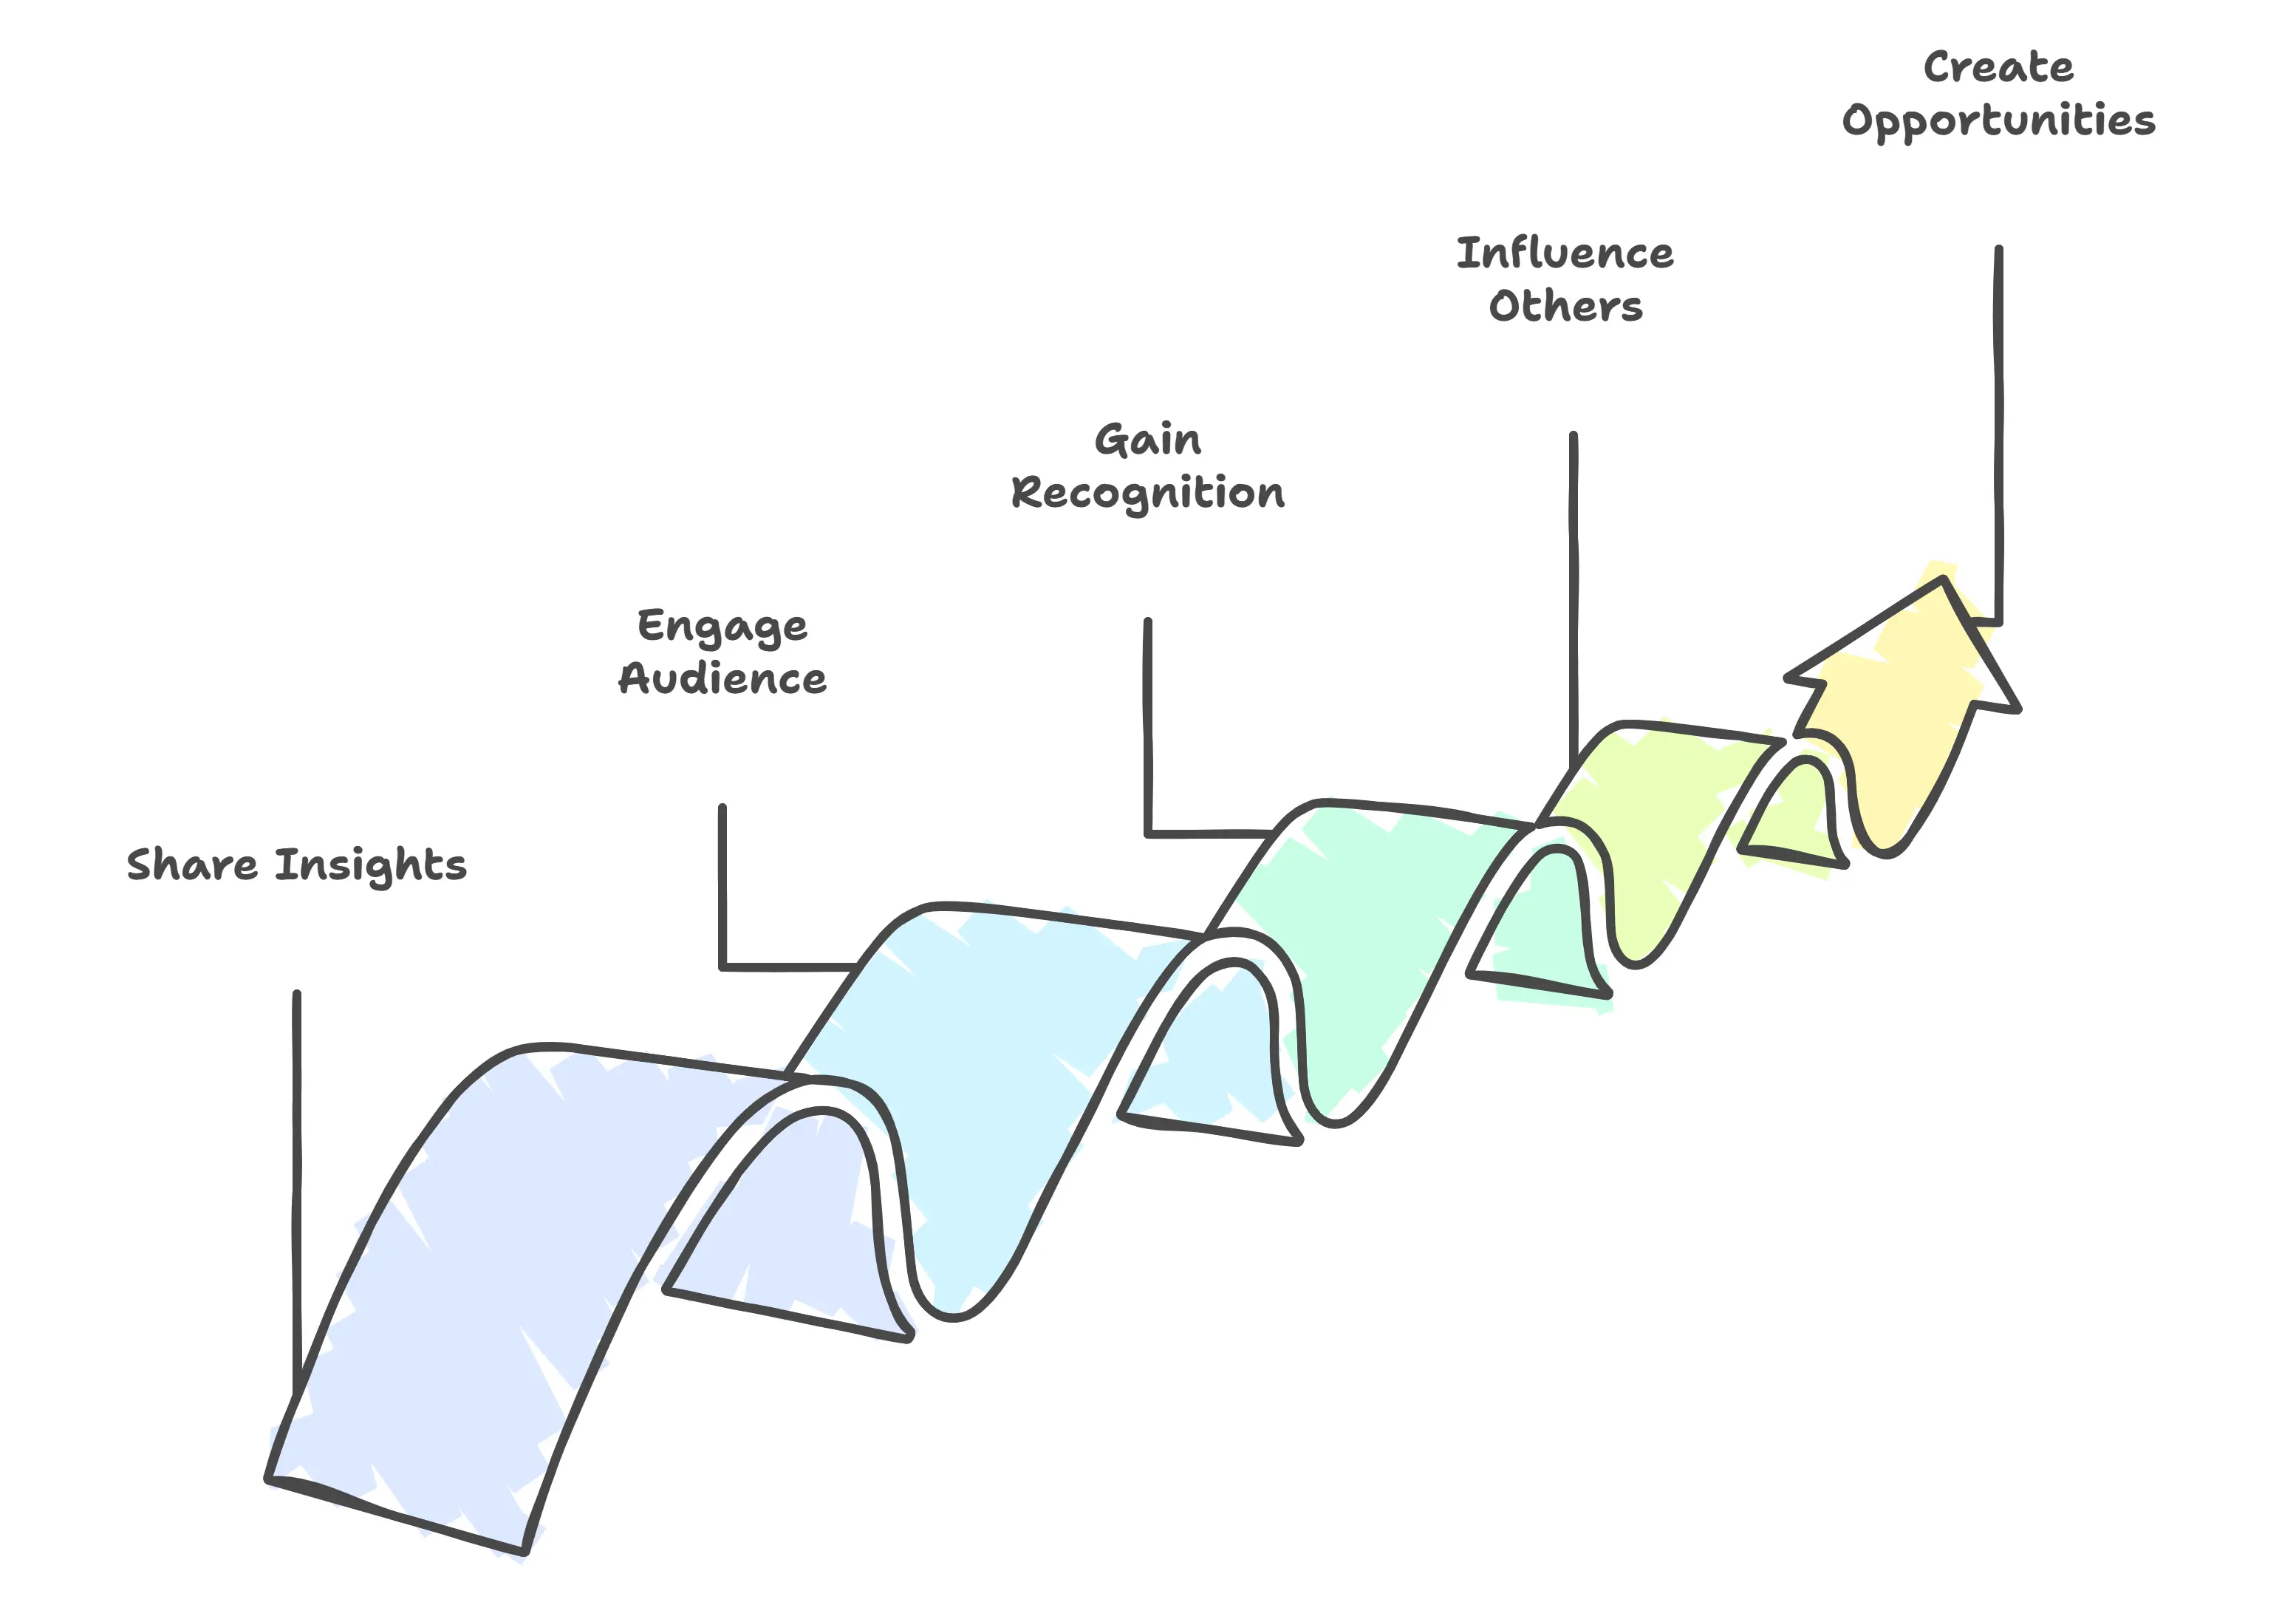 Create
Opportunities
Influence
Others
Gain
Recognition
Engage
Audience
Share Insights